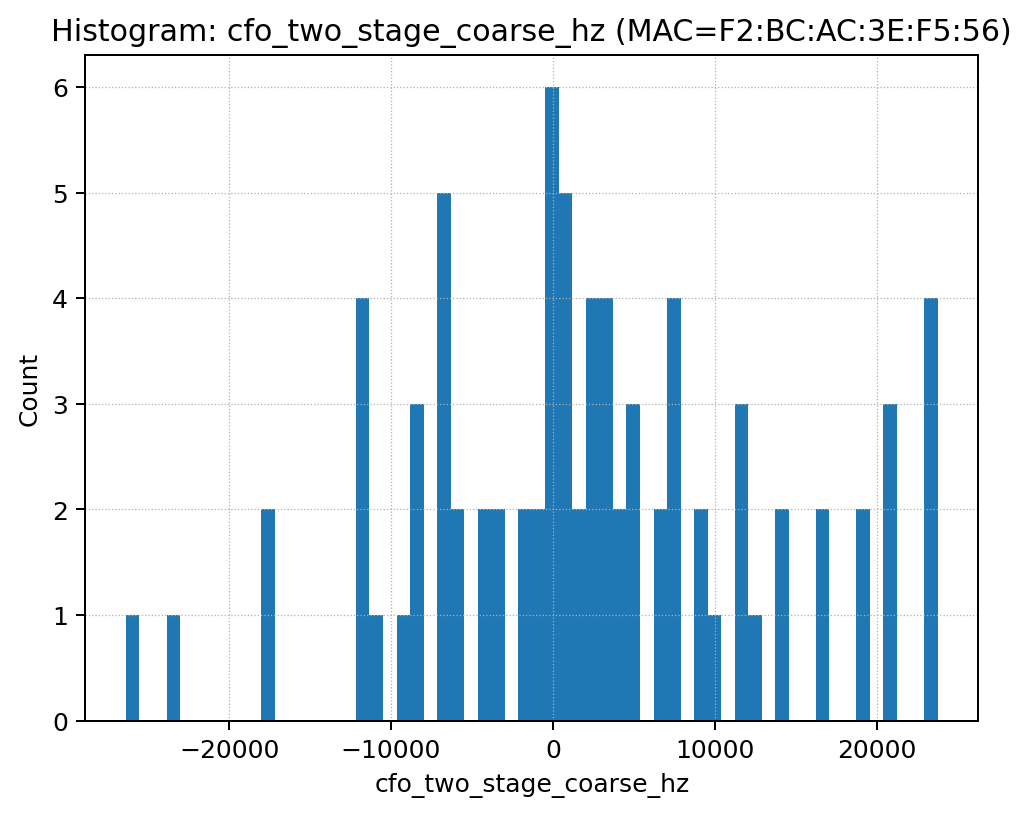 Histogram: cfo_two_stage_coarse_hz (MAC=F2:BC:AC:3E:F5:56)
6
5
4
3
2
1
0
Count
−20000 −10000 0 10000 20000
cfo_two_stage_coarse_hz